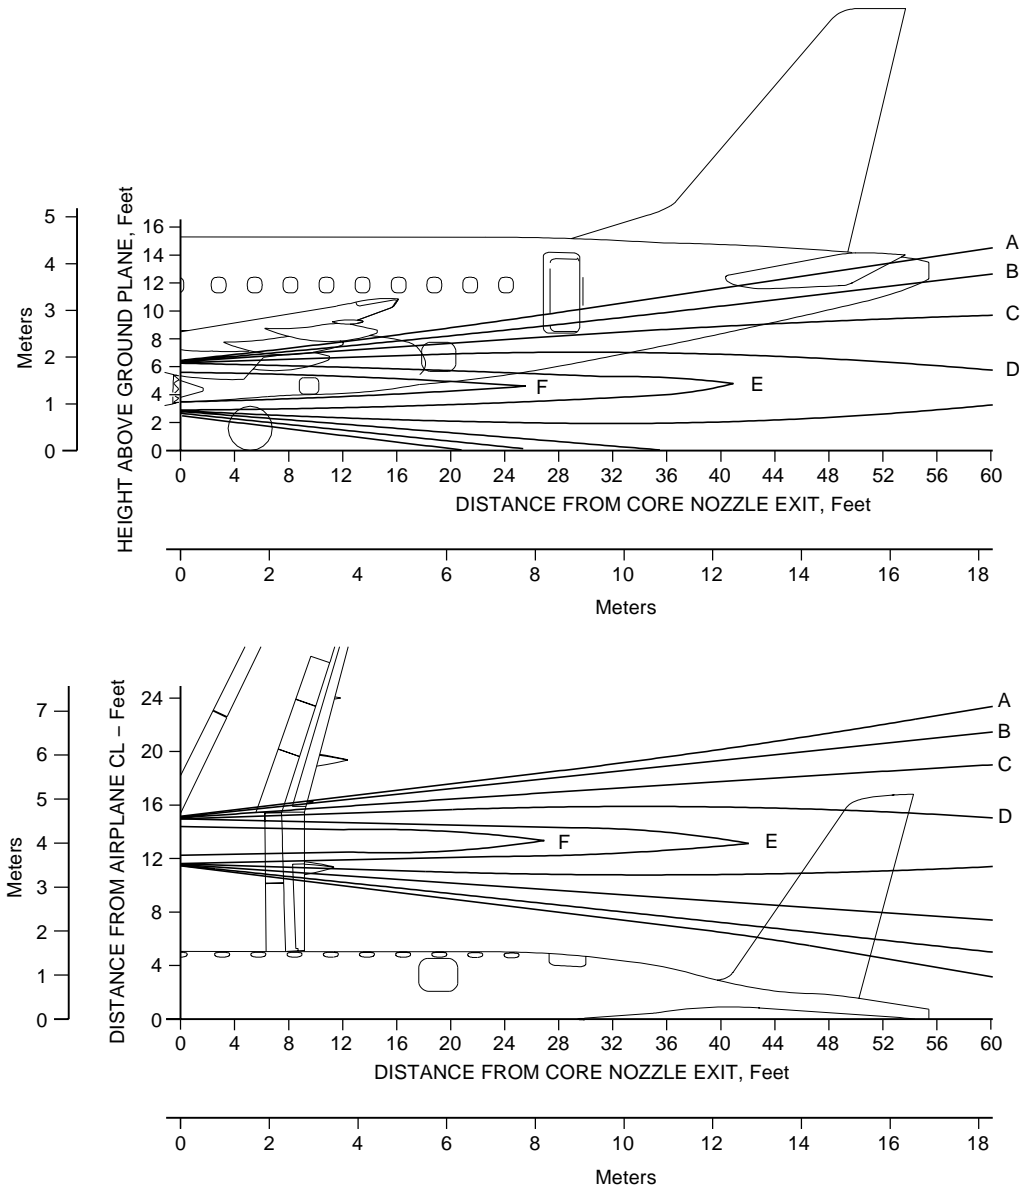 HEIGHT ABOVE GROUND PLANE, Feet
Meters
5
4
3
2
1
0
16
14
12
10
8
6
4
2
0
A
B
C
D
E
F
0 4 8 12 16 20 24 28 32 36 40 44 48 52 56 60
DISTANCE FROM CORE NOZZLE EXIT, Feet
0 2 4 6 8 10 12 14 16 18
Meters
DISTANCE FROM AIRPLANE CL – Feet
Meters
7
6
5
4
3
2
1
0
24
20
16
12
8
4
0
A
B
C
D
F E
0 4 8 12 16 20 24 28 32 36 40 44 48 52 56 60
DISTANCE FROM CORE NOZZLE EXIT, Feet
0 2 4 6 8 10 12 14 16 18
Meters